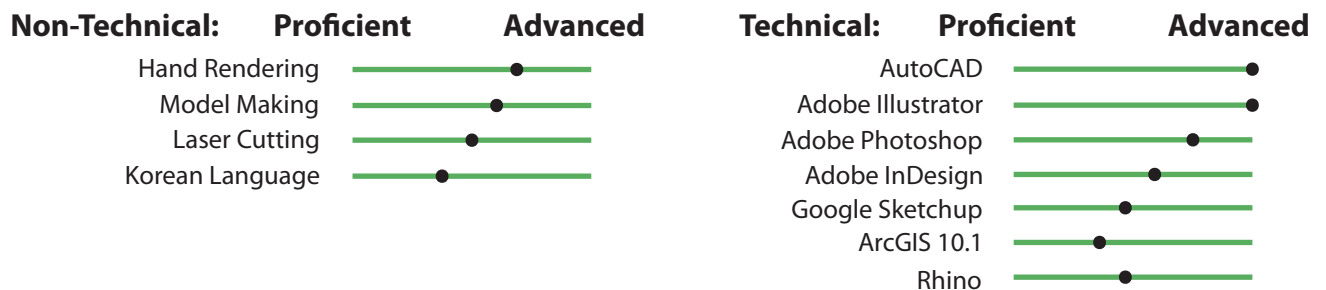 Non-Technical: Proficient Advanced
Hand Rendering
Model Making
Laser Cutting
Korean Language
Technical: Proficient Advanced
AutoCAD
Adobe Illustrator
Adobe Photoshop
Adobe InDesign
Google Sketchup
ArcGIS 10.1
Rhino